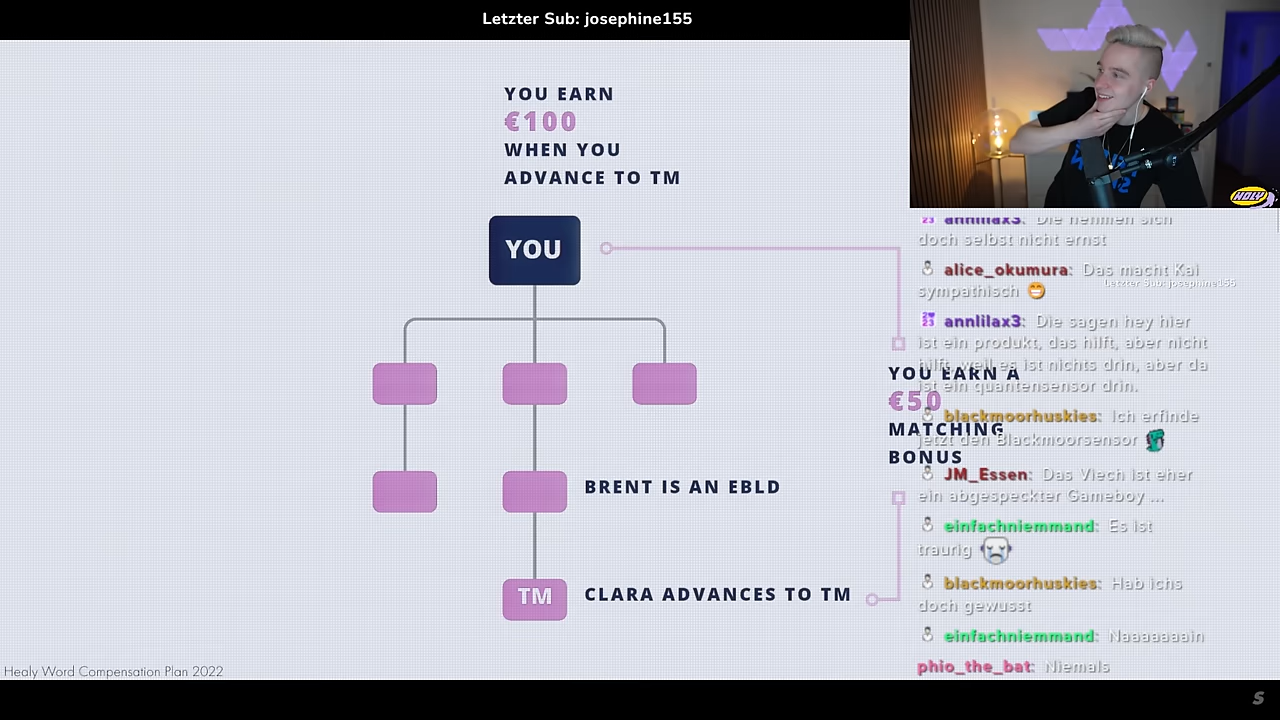 Letzter Sub: josephine155
YOU EARN
€100
WHEN YOU
ADVANCE TO TM
YOU
YOU EARN A
€50
MATCHING
BONUS
BRENT IS AN EBLD
TM
CLARA ADVANCES TO TM
Healy Word Compensation Plan 2022
HOLY
annlilax3: Die nehmen sich
doch selbst nicht ernst
alice_okumura: Das macht Kai
sympathisch
Letzter Sub: josephine155
annlilax3: Die sagen hey hier
ist ein produkt, das hilft, aber nicht
hilft, weil es ist nichts drin, aber da
ist ein quantensensor drin.
blackmoorhuskies: Ich erfinde
jetzt den Blackmoorsensor
JM_Essen: Das Viech ist eher
ein abgespeckter Gameboy ...
einfachniemmand: Es ist
traurig
blackmoorhuskies: Hab ichs
doch gewusst
einfachniemmand: Naaaaaaain
phio_the_bat: Niemals